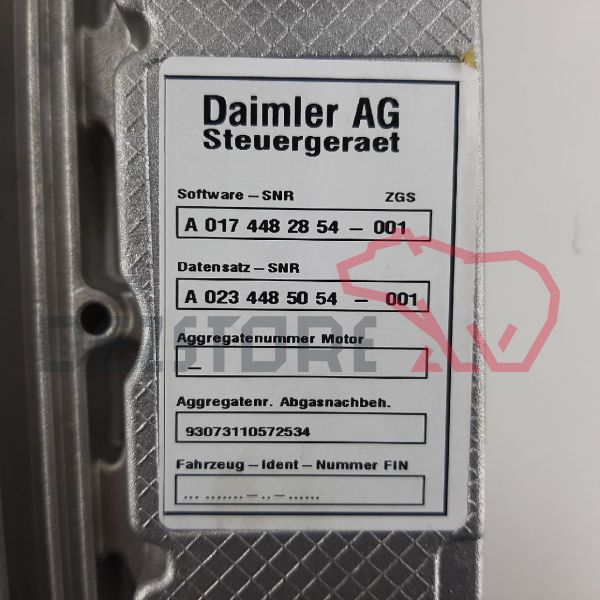 Daimler AG
Steuergeraet
Software – SNR ZGS
A 017 448 28 54 – 001
Datensatz – SNR
A 023 448 50 54 – 001
DEZSTORE
Aggregatenummer Motor
–
Aggregatenr. Abgasnachbeh.
93073110572534
Fahrzeug – Ident – Nummer FIN
... .......–..–......